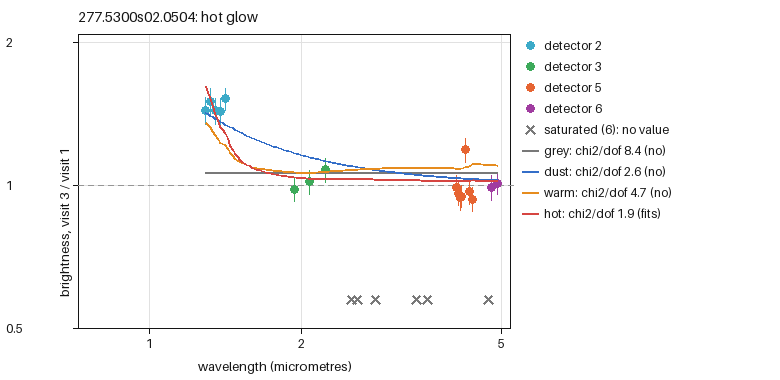 277.5300s02.0504: hot glow
2
1
0.5
brightness, visit 3 / visit 1
1
2
5
wavelength (micrometres)
detector 2
detector 3
detector 5
detector 6
saturated (6): no value
grey: chi2/dof 8.4 (no)
dust: chi2/dof 2.6 (no)
warm: chi2/dof 4.7 (no)
hot: chi2/dof 1.9 (fits)